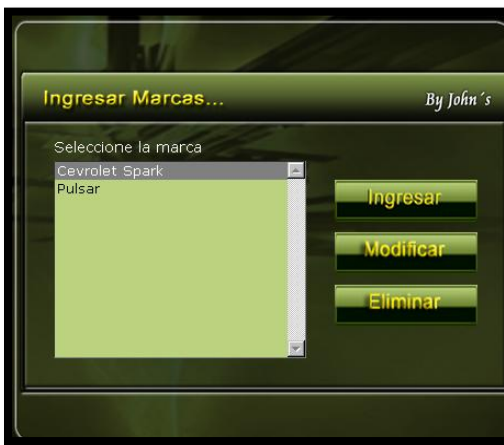 Ingresar Marcas...
By John´s
Seleccione la marca
Cevrolet Spark
Pulsar
Ingresar
Modificar
Eliminar